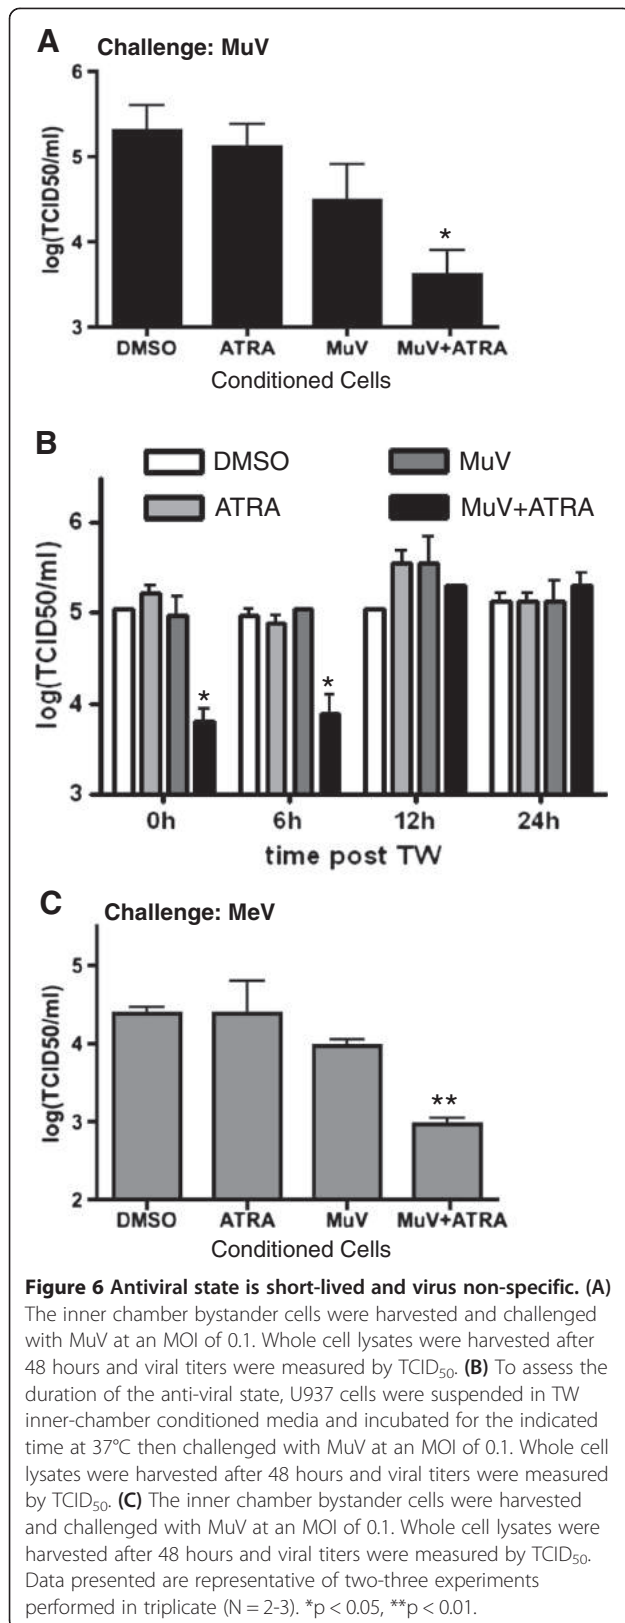 A
Challenge: MuV
log(TCID50/ml)
6
5
4
3
*
DMSO ATRA MuV MuV+ATRA
Conditioned Cells
B
DMSO MuV
ATRA MuV+ATRA
log(TCID50/ml)
6
5
4
3
* *
0h 6h 12h 24h
time post TW
C
Challenge: MeV
log(TCID50/ml)
5
4
3
2
**
DMSO ATRA MuV MuV+ATRA
Conditioned Cells
Figure 6 Antiviral state is short-lived and virus non-specific. (A)
The inner chamber bystander cells were harvested and challenged
with MuV at an MOI of 0.1. Whole cell lysates were harvested after
48 hours and viral titers were measured by TCID50. (B) To assess the
duration of the anti-viral state, U937 cells were suspended in TW
inner-chamber conditioned media and incubated for the indicated
time at 37°C then challenged with MuV at an MOI of 0.1. Whole cell
lysates were harvested after 48 hours and viral titers were measured
by TCID50. (C) The inner chamber bystander cells were harvested
and challenged with MuV at an MOI of 0.1. Whole cell lysates were
harvested after 48 hours and viral titers were measured by TCID50.
Data presented are representative of two-three experiments
performed in triplicate (N = 2-3). *p < 0.05, **p < 0.01.